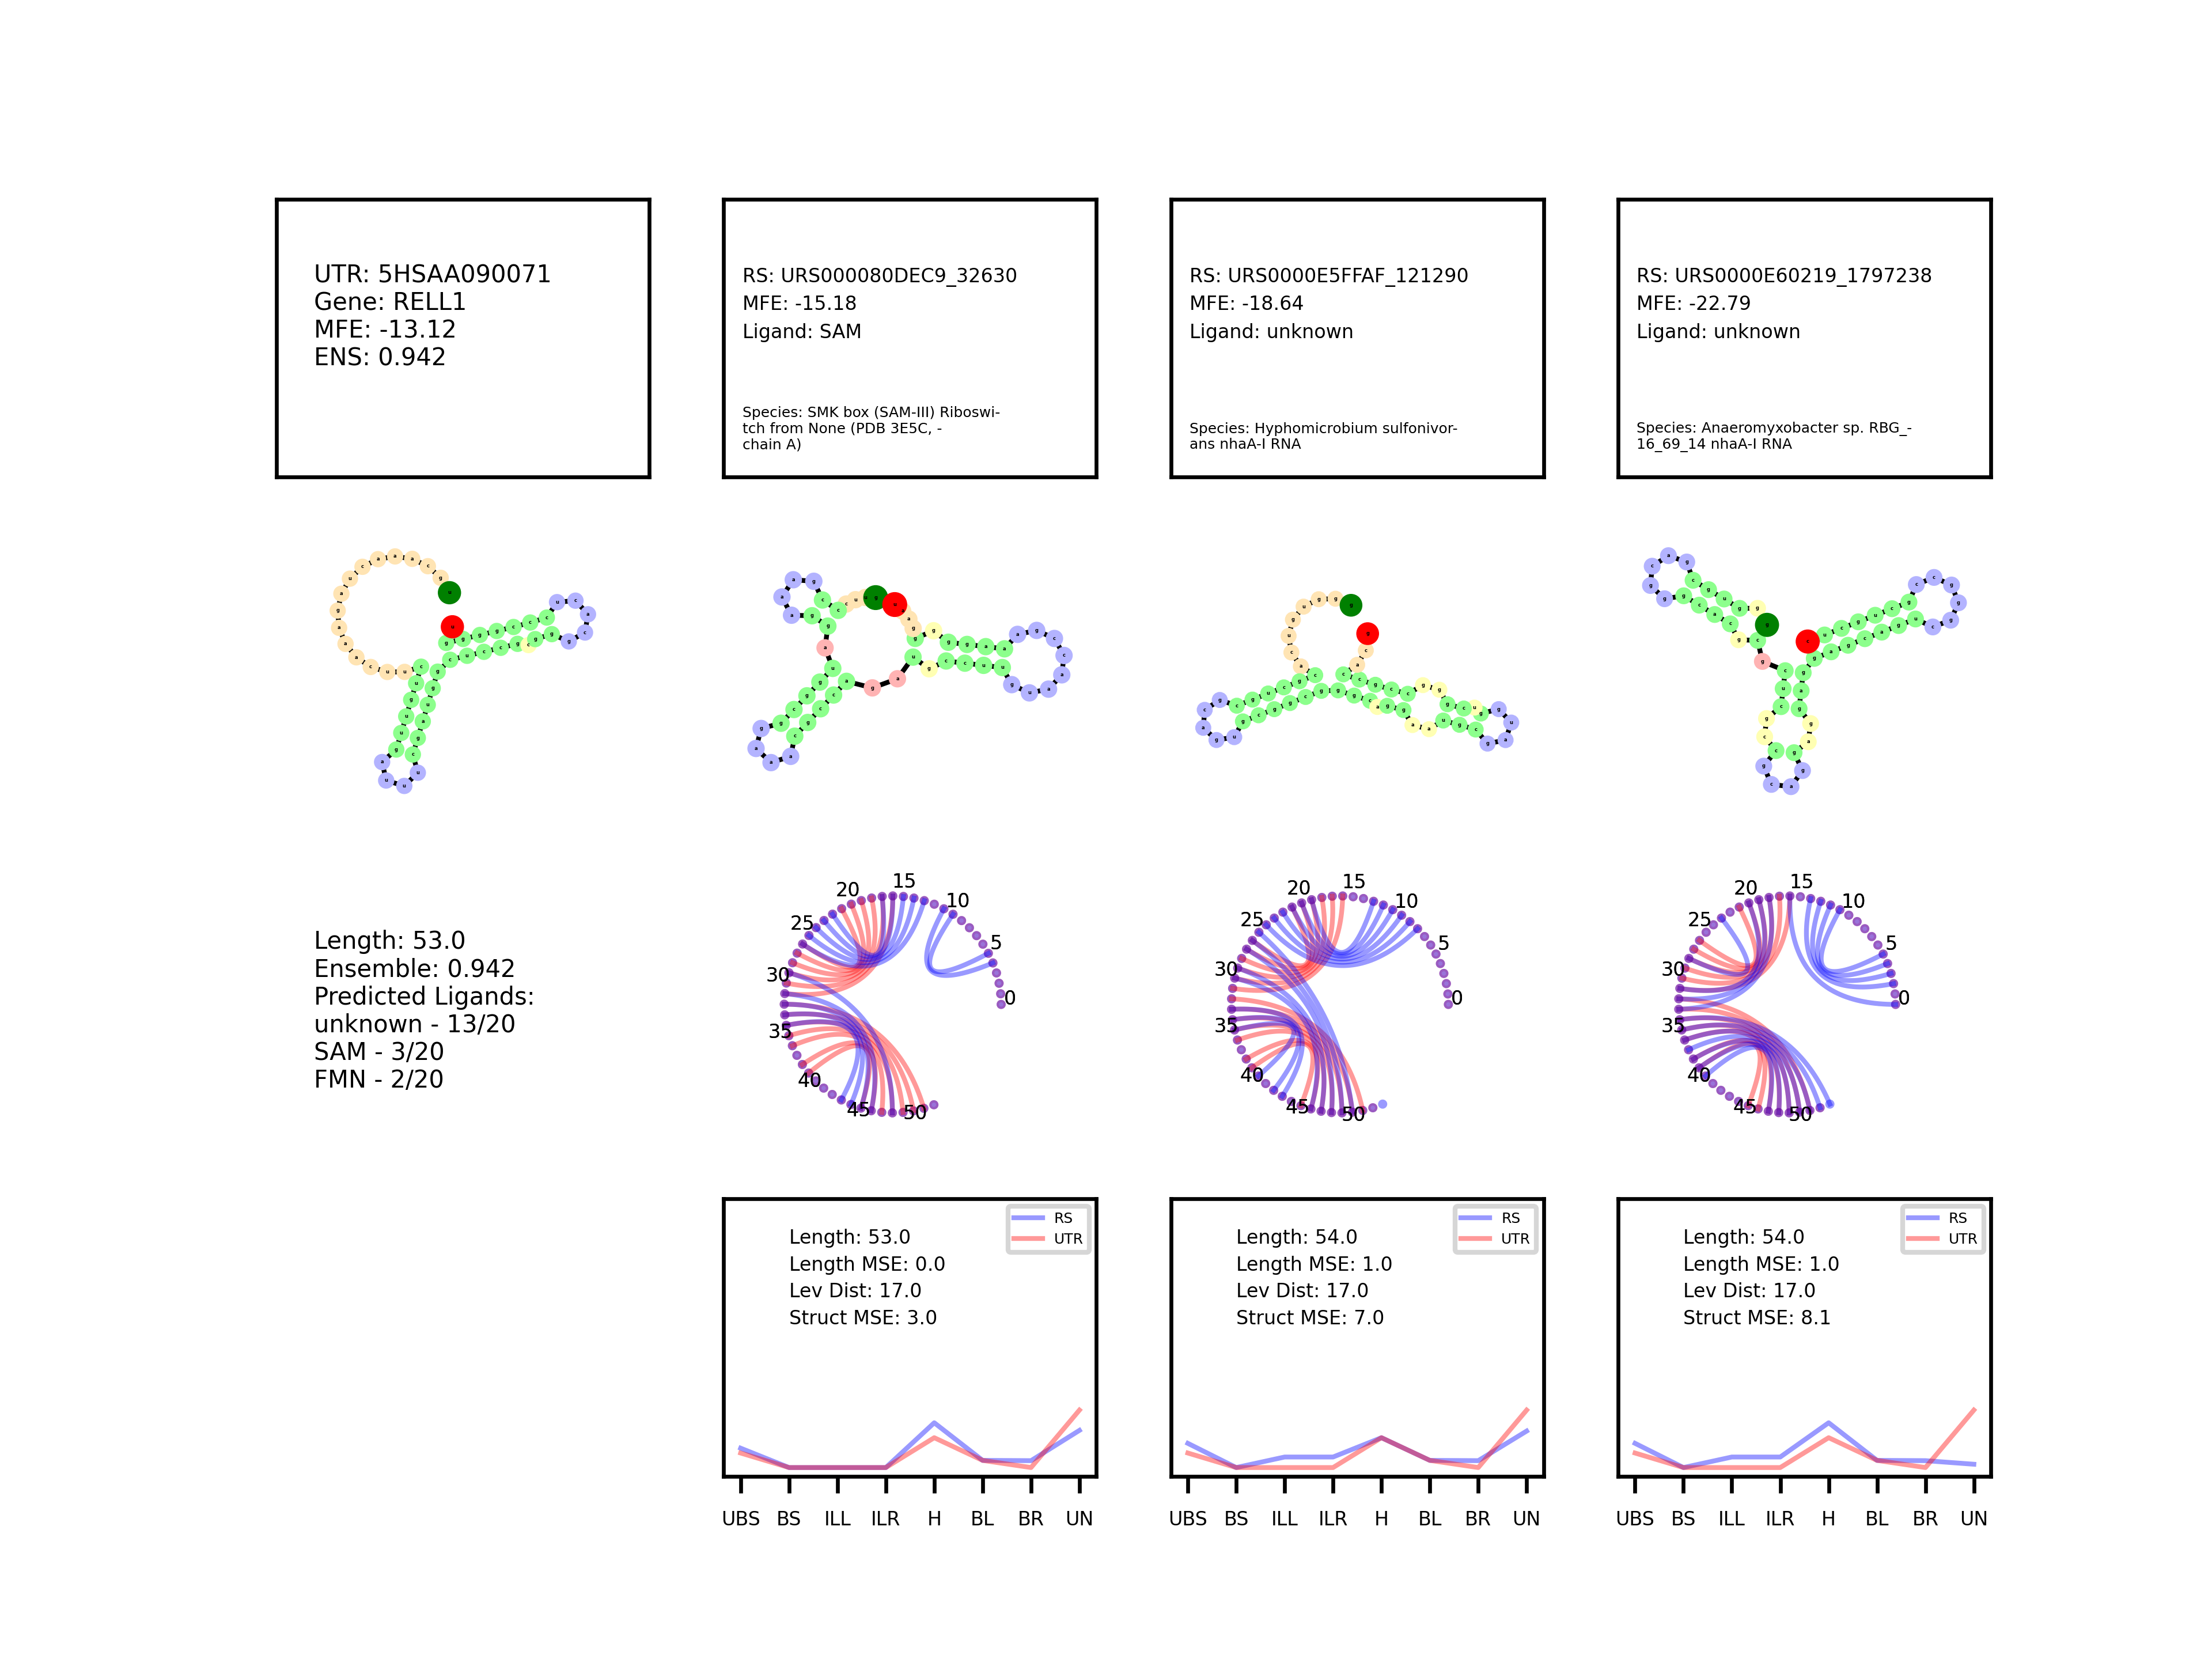 UTR: 5HSAA090071
Gene: RELL1
MFE: -13.12
ENS: 0.942
RS: URS000080DEC9_32630
MFE: -15.18
Ligand: SAM
Species: SMK box (SAM-III) Riboswi-
tch from None (PDB 3E5C, -
chain A)
RS: URS0000E5FFAF_121290
MFE: -18.64
Ligand: unknown
Species: Hyphomicrobium sulfonivor-
ans nhaA-I RNA
RS: URS0000E60219_1797238
MFE: -22.79
Ligand: unknown
Species: Anaeromyxobacter sp. RBG_-
16_69_14 nhaA-I RNA
Length: 53.0
Ensemble: 0.942
Predicted Ligands:
unknown - 13/20
SAM - 3/20
FMN - 2/20
0
5
10
15
20
25
30
35
40
45
50
0
5
10
15
20
25
30
35
40
45
50
0
5
10
15
20
25
30
35
40
45
50
RS
UTR
Length: 53.0
Length MSE: 0.0
Lev Dist: 17.0
Struct MSE: 3.0
UBS BS ILL ILR H BL BR UN
RS
UTR
Length: 54.0
Length MSE: 1.0
Lev Dist: 17.0
Struct MSE: 7.0
UBS BS ILL ILR H BL BR UN
RS
UTR
Length: 54.0
Length MSE: 1.0
Lev Dist: 17.0
Struct MSE: 8.1
UBS BS ILL ILR H BL BR UN